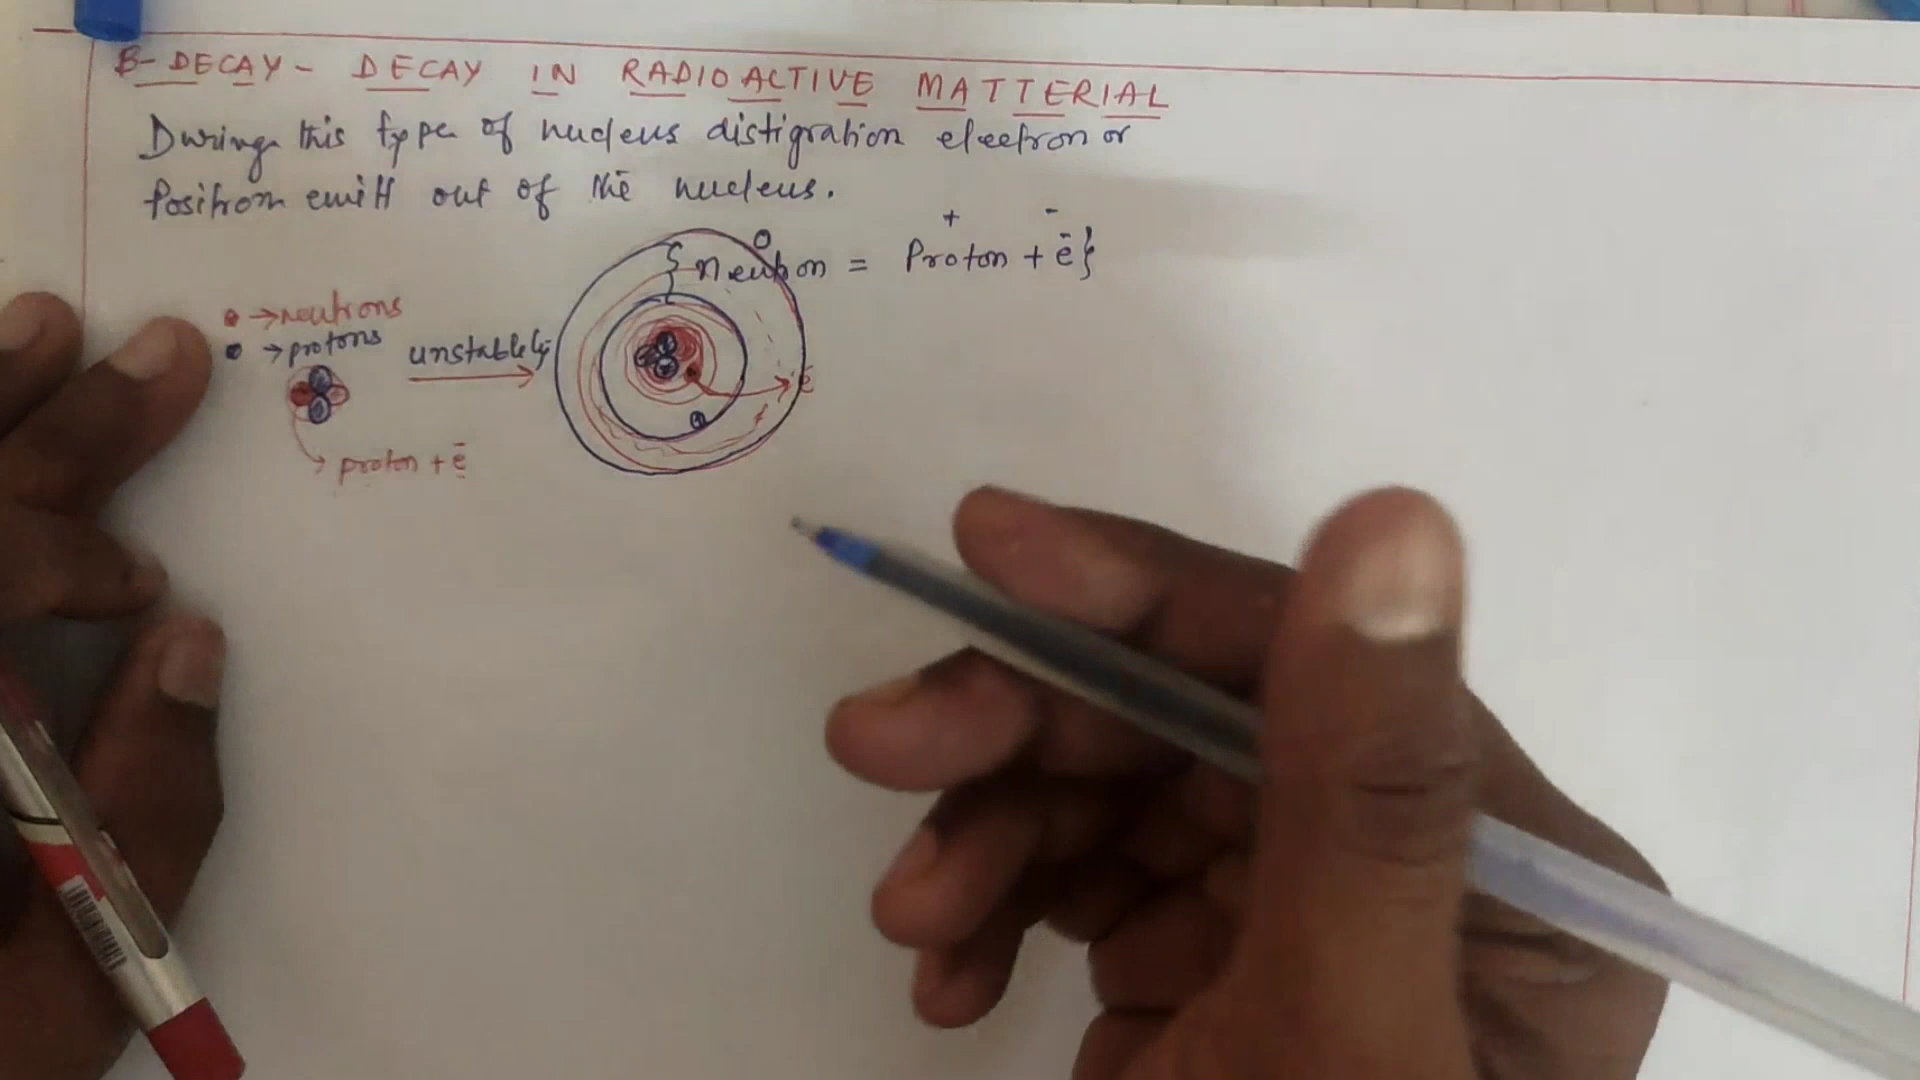 B-DECAY- DECAY IN RADIOACTIVE MATTERIAL
During this type of nucleus distigration electron or
Positrom emitt out of the nucleus.
+ -
{neutron = Proton + e̅}
→neutrons
→protons
unstablely
e̅
proton + e̅